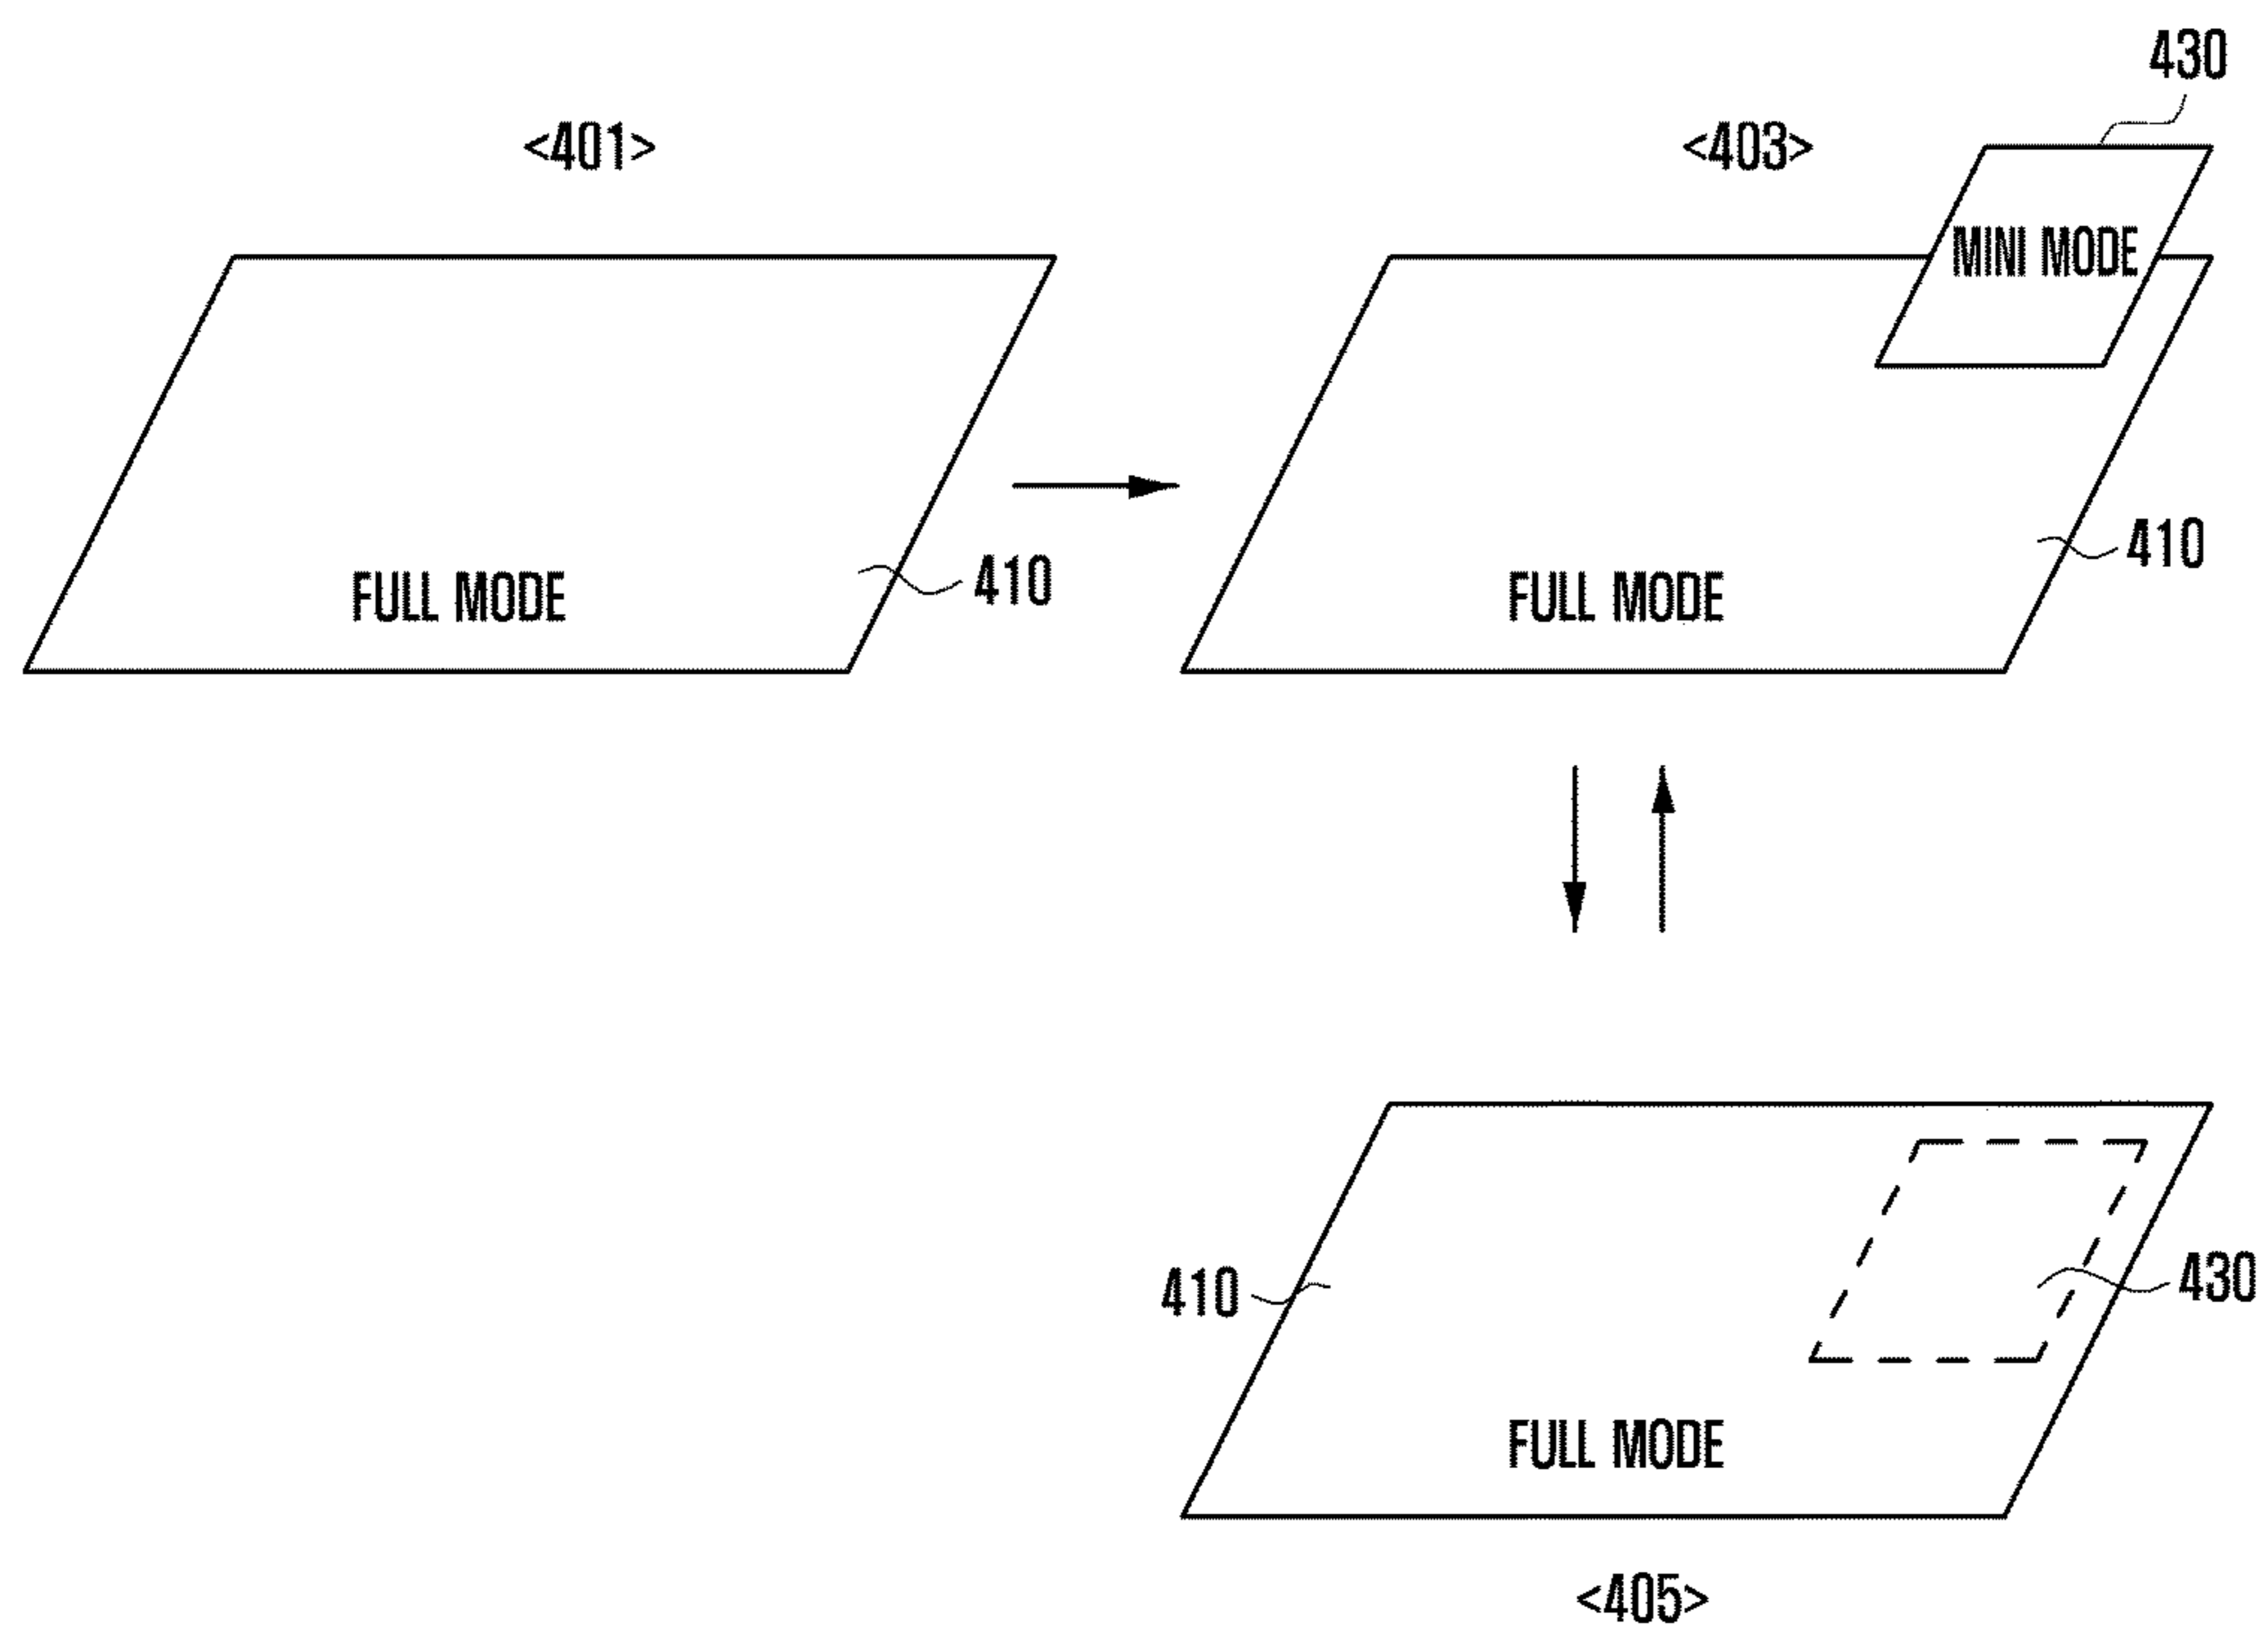 430
<401>
<403>
MINI MODE
410
FULL MODE
410
FULL MODE
410
430
FULL MODE
<405>